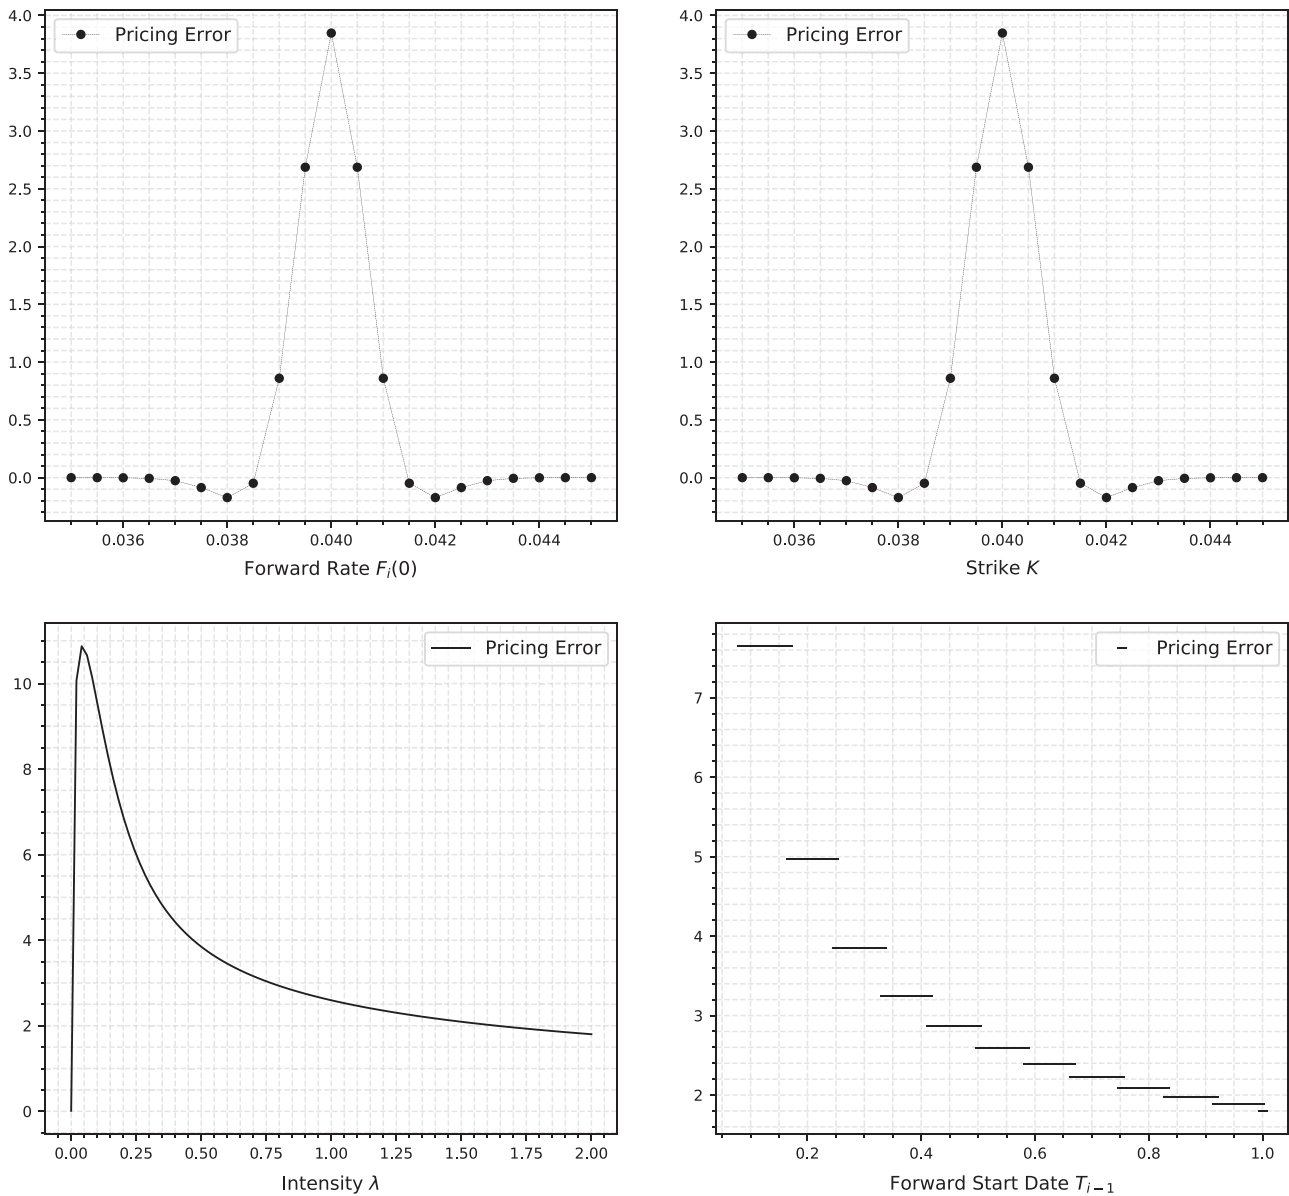 Pricing Error
4.0
3.5
3.0
2.5
2.0
1.5
1.0
0.5
0.0
0.036 0.038 0.040 0.042 0.044
Forward Rate Fᵢ(0)
Pricing Error
4.0
3.5
3.0
2.5
2.0
1.5
1.0
0.5
0.0
0.036 0.038 0.040 0.042 0.044
Strike K
Pricing Error
10
8
6
4
2
0
0.00 0.25 0.50 0.75 1.00 1.25 1.50 1.75 2.00
Intensity λ
Pricing Error
7
6
5
4
3
2
0.2 0.4 0.6 0.8 1.0
Forward Start Date Tᵢ₋₁